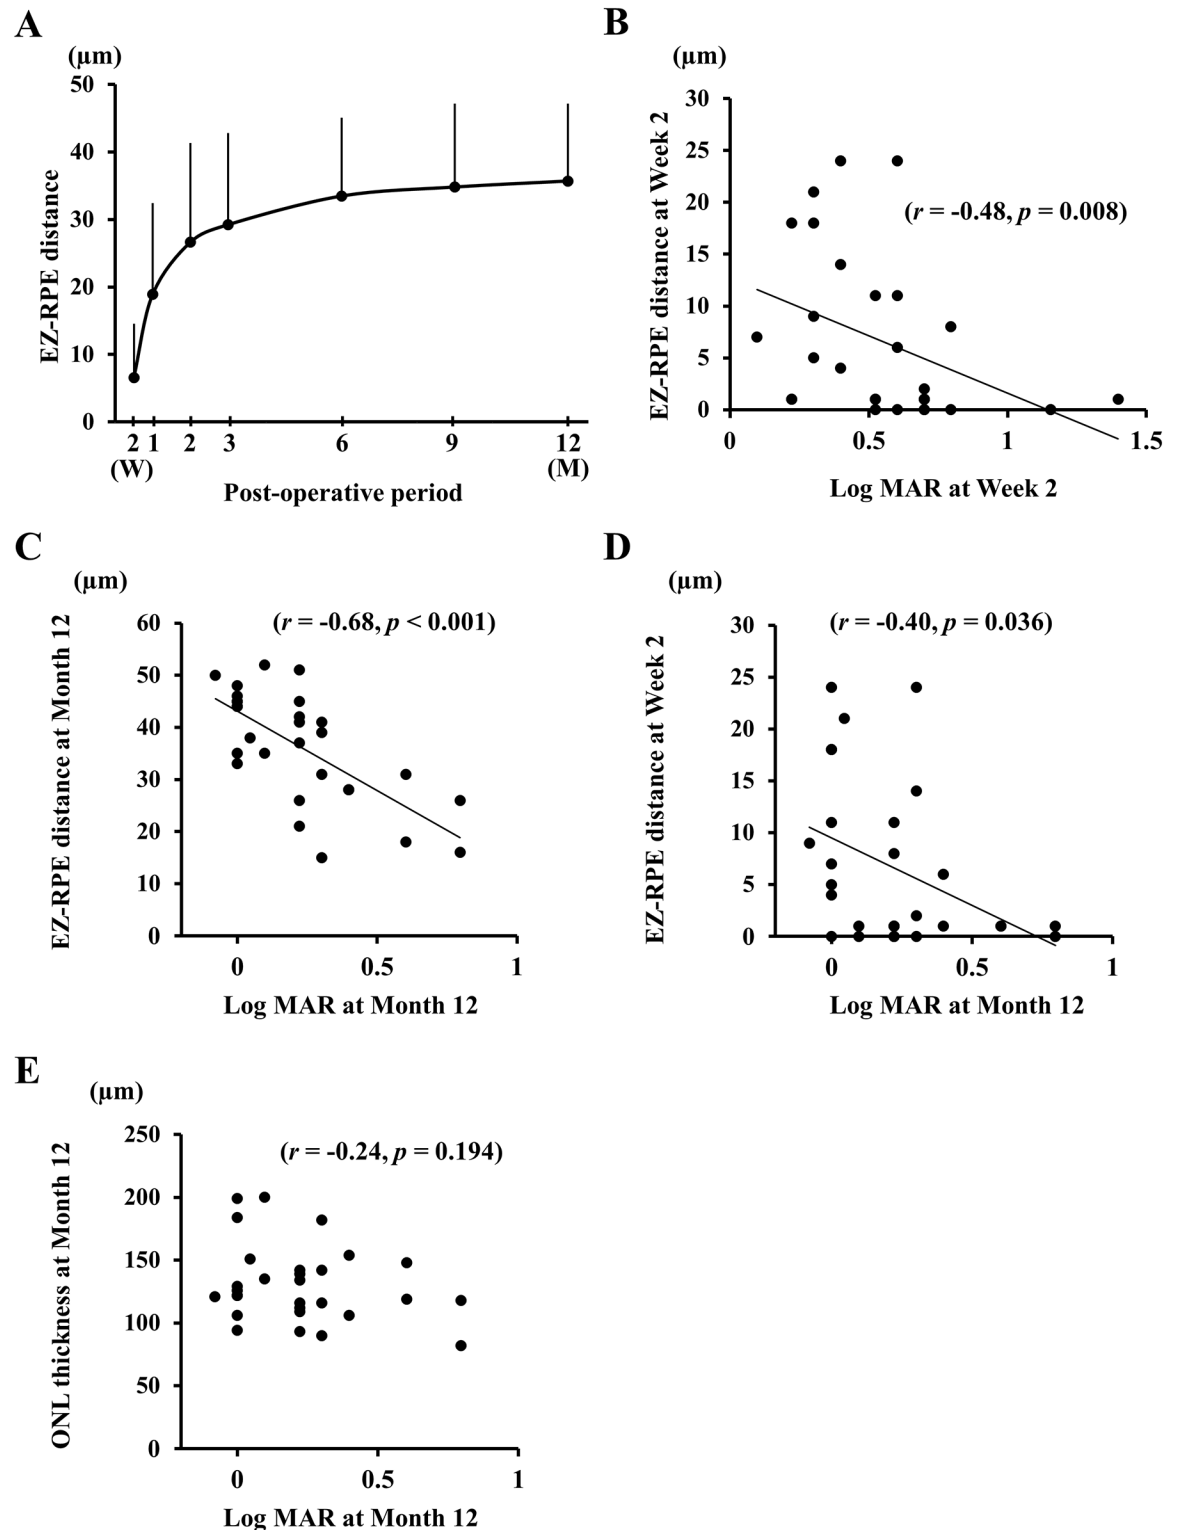 A
(μm)
50
40
30
20
10
0
EZ-RPE distance
2 1 2 3 6 9 12
(W) (M)
Post-operative period
B
(μm)
30
25
20
15
10
5
0
EZ-RPE distance at Week 2
(r = -0.48, p = 0.008)
0 0.5 1 1.5
Log MAR at Week 2
C
(μm)
60
50
40
30
20
10
0
EZ-RPE distance at Month 12
(r = -0.68, p < 0.001)
0 0.5 1
Log MAR at Month 12
D
(μm)
30
25
20
15
10
5
0
EZ-RPE distance at Week 2
(r = -0.40, p = 0.036)
0 0.5 1
Log MAR at Month 12
E
(μm)
250
200
150
100
50
0
ONL thickness at Month 12
(r = -0.24, p = 0.194)
0 0.5 1
Log MAR at Month 12